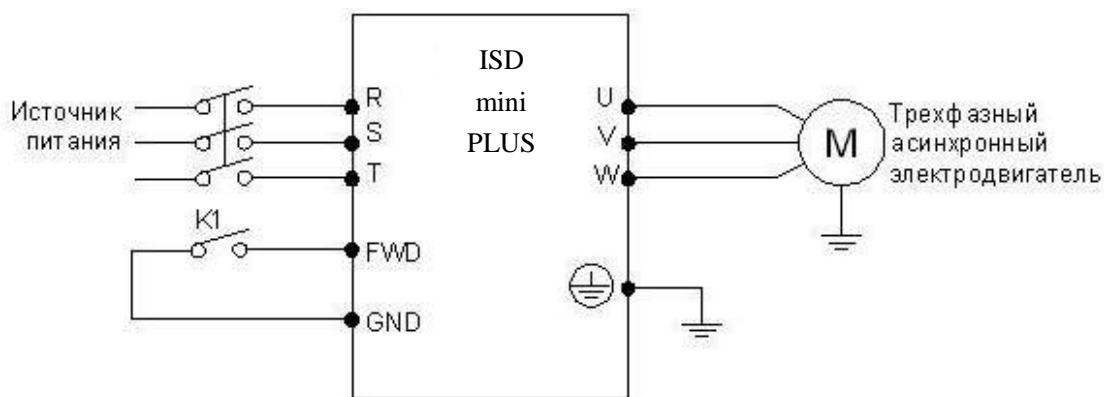 ISD
mini
PLUS
Источник
питания
R
S
T
U
V
W
M
Трехфазный
асинхронный
электродвигатель
K1
FWD
GND